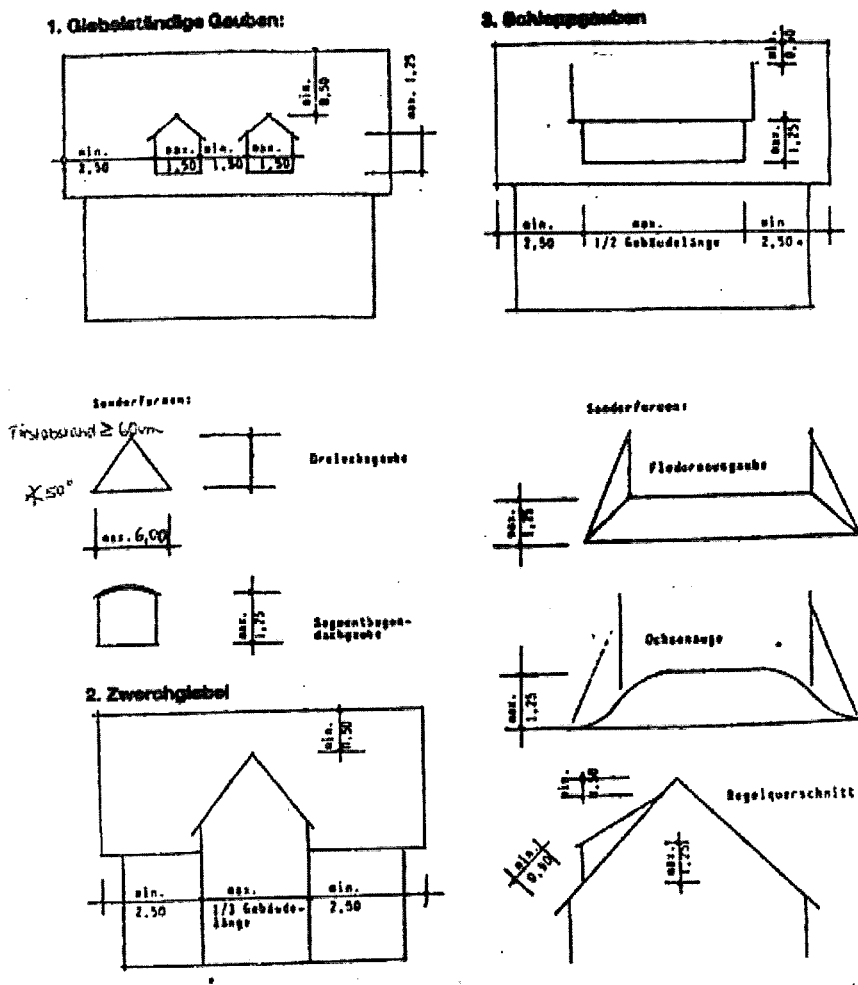 1. Giebelständige Gauben:
min.
0,50
max. 1,25
min.
2,50
max.
1,50
min.
1,50
max.
1,50
Sonderformen:
Firstabstand ≥ 60cm
50°
max. 6,00
Dreiecksgaube
max.
1,25
Segmentbogen-
dachgaube
2. Zwerchgiebel
min.
0,50
min.
2.50
max.
1/3 Gebäude-
länge
min.
2,50
3. Schleppgauben
min.
0,50
max.
1,25
min.
2,50
max.
1/2 Gebäudelänge
min
2,50
Sonderformen:
Fledermausgaube
max.
1,25
Ochsenauge
max.
1,25
min.
0,50
Regelquerschnitt
min.
0,90
max.
1,25